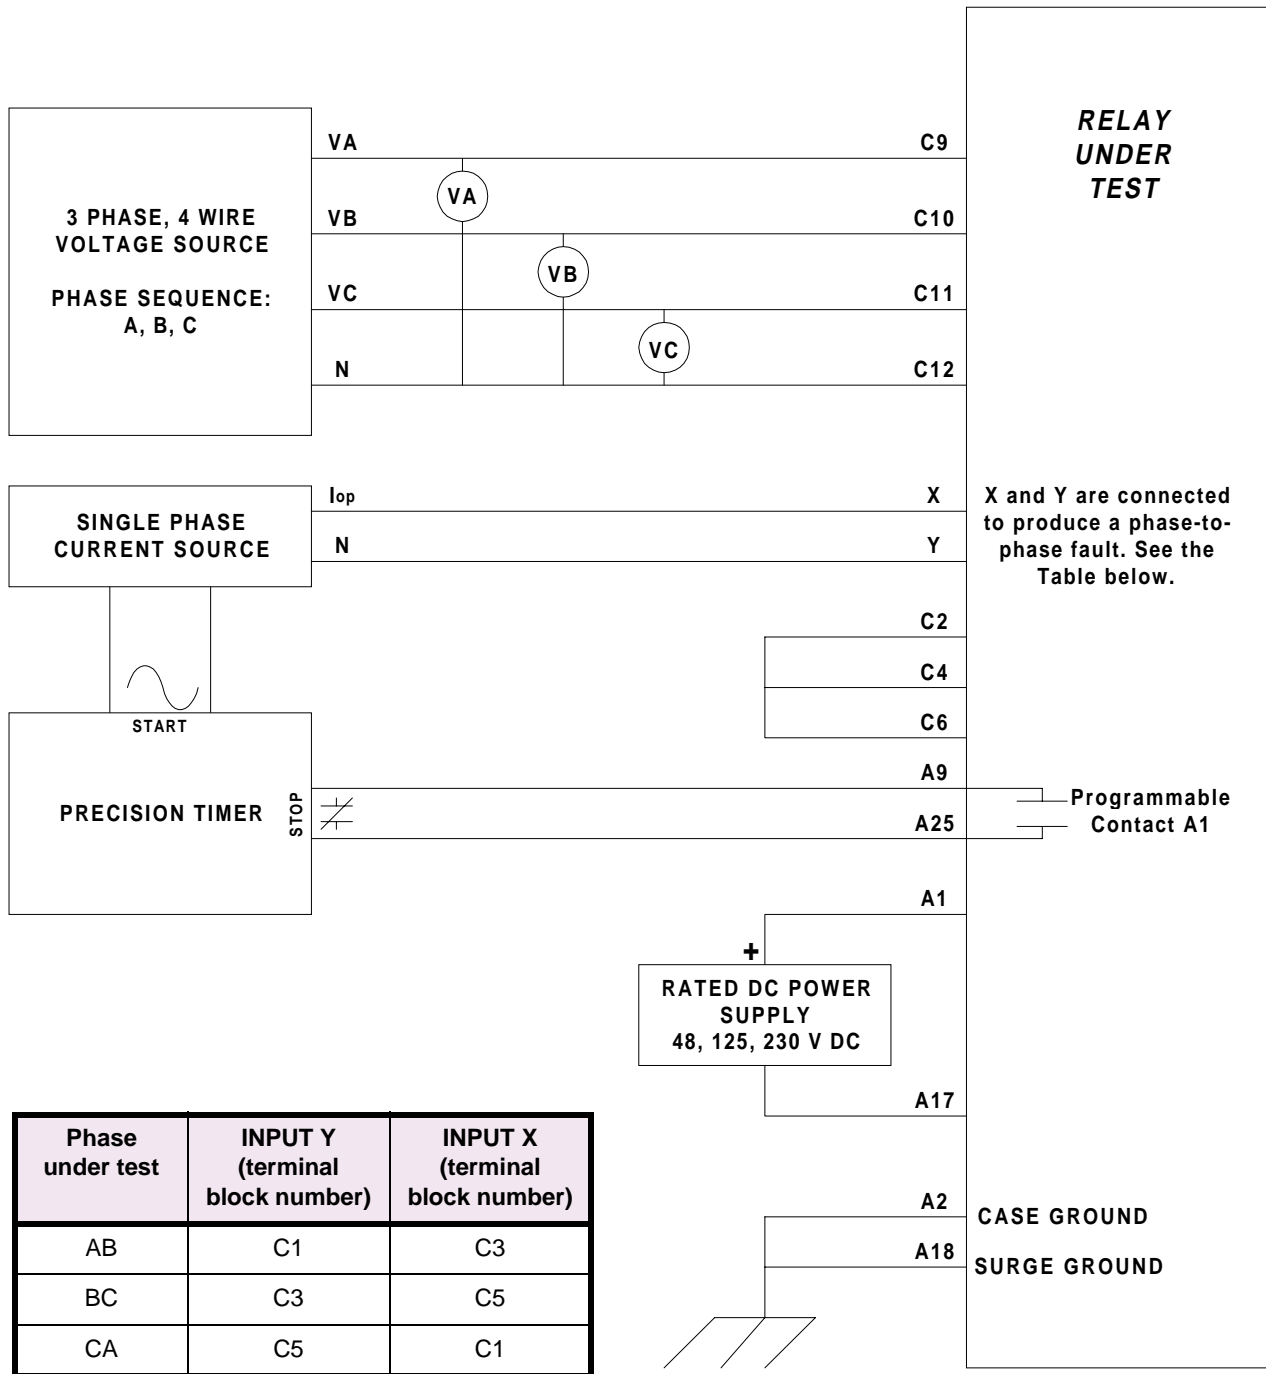 RELAY
UNDER
TEST
3 PHASE, 4 WIRE
VOLTAGE SOURCE
PHASE SEQUENCE:
A, B, C
VA
VA
C9
VB
VB
C10
VC
VC
C11
N
C12
SINGLE PHASE
CURRENT SOURCE
Iop
X
N
Y
X and Y are connected
to produce a phase-to-
phase fault. See the
Table below.
C2
C4
C6
START
PRECISION TIMER
STOP
A9
A25
Programmable
Contact A1
A1
+
RATED DC POWER
SUPPLY
48, 125, 230 V DC
A17
A2
CASE GROUND
A18
SURGE GROUND
Phase
under test
INPUT Y
(terminal
block number)
INPUT X
(terminal
block number)
AB C1 C3
BC C3 C5
CA C5 C1